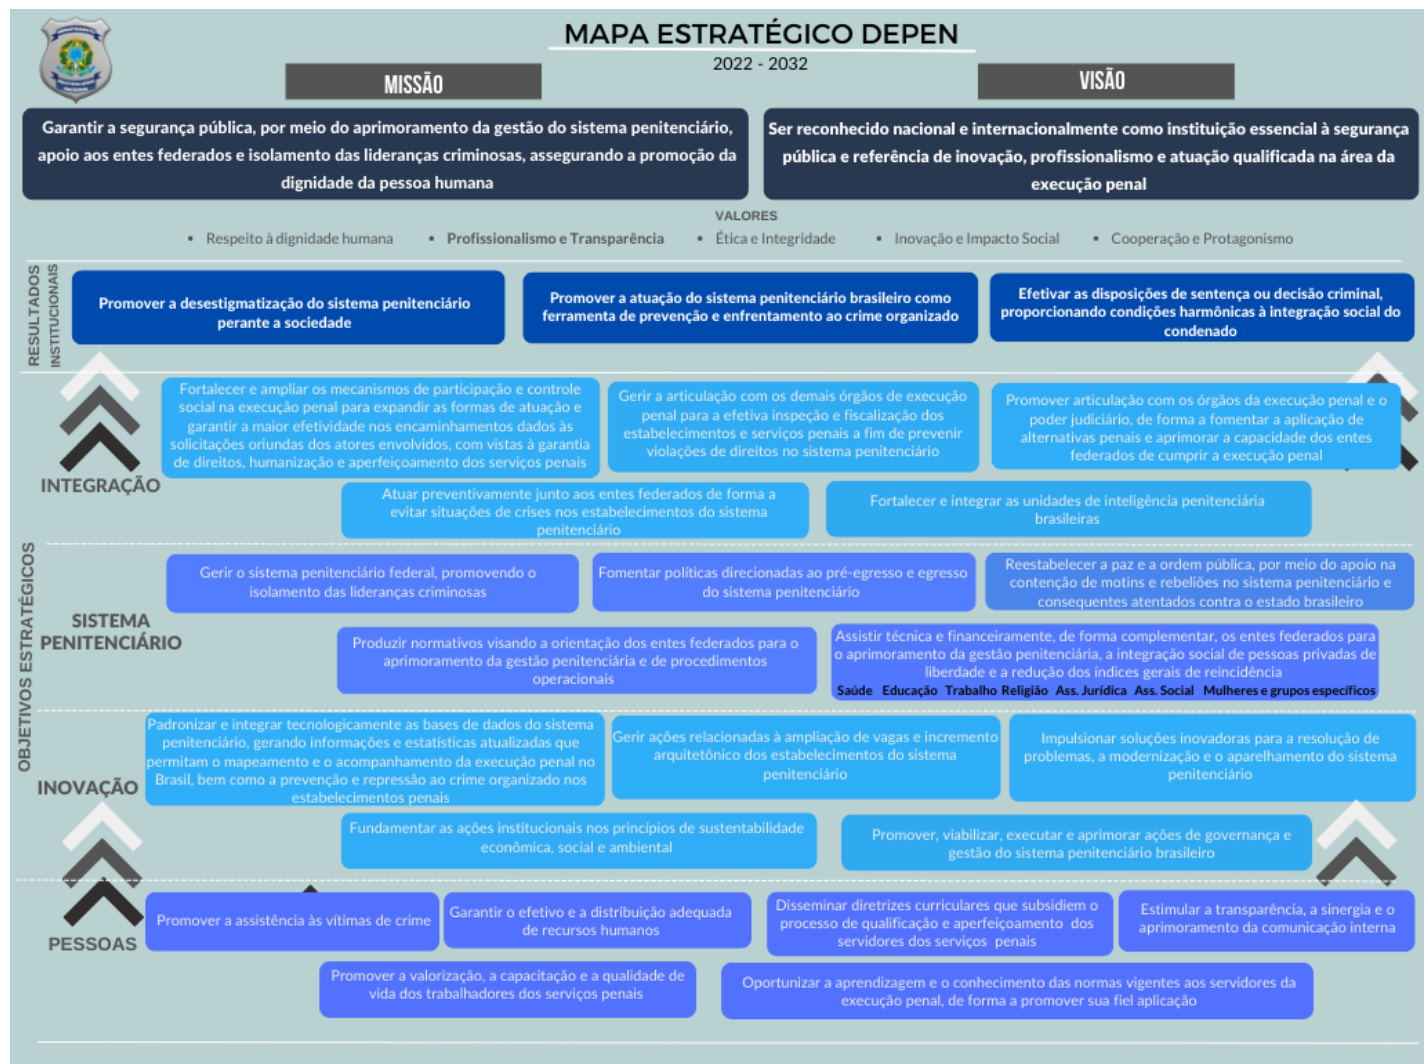 MAPA ESTRATÉGICO DEPEN
2022 - 2032
MISSÃO
VISÃO
Garantir a segurança pública, por meio do aprimoramento da gestão do sistema penitenciário,
apoio aos entes federados e isolamento das lideranças criminosas, assegurando a promoção da
dignidade da pessoa humana
Ser reconhecido nacional e internacionalmente como instituição essencial à segurança
pública e referência de inovação, profissionalismo e atuação qualificada na área da
execução penal
VALORES
• Respeito à dignidade humana • Profissionalismo e Transparência • Ética e Integridade • Inovação e Impacto Social • Cooperação e Protagonismo
RESULTADOS
INSTITUCIONAIS
Promover a desestigmatização do sistema penitenciário
perante a sociedade
Promover a atuação do sistema penitenciário brasileiro como
ferramenta de prevenção e enfrentamento ao crime organizado
Efetivar as disposições de sentença ou decisão criminal,
proporcionando condições harmônicas à integração social do
condenado
OBJETIVOS ESTRATÉGICOS
INTEGRAÇÃO
Fortalecer e ampliar os mecanismos de participação e controle
social na execução penal para expandir as formas de atuação e
garantir a maior efetividade nos encaminhamentos dados às
solicitações oriundas dos atores envolvidos, com vistas à garantia
de direitos, humanização e aperfeiçoamento dos serviços penais
Gerir a articulação com os demais órgãos de execução
penal para a efetiva inspeção e fiscalização dos
estabelecimentos e serviços penais a fim de prevenir
violações de direitos no sistema penitenciário
Promover articulação com os órgãos da execução penal e o
poder judiciário, de forma a fomentar a aplicação de
alternativas penais e aprimorar a capacidade dos entes
federados de cumprir a execução penal
Atuar preventivamente junto aos entes federados de forma a
evitar situações de crises nos estabelecimentos do sistema
penitenciário
Fortalecer e integrar as unidades de inteligência penitenciária
brasileiras
SISTEMA
PENITENCIÁRIO
Gerir o sistema penitenciário federal, promovendo o
isolamento das lideranças criminosas
Fomentar políticas direcionadas ao pré-egresso e egresso
do sistema penitenciário
Reestabelecer a paz e a ordem pública, por meio do apoio na
contenção de motins e rebeliões no sistema penitenciário e
consequentes atentados contra o estado brasileiro
Produzir normativos visando a orientação dos entes federados para o
aprimoramento da gestão penitenciária e de procedimentos
operacionais
Assistir técnica e financeiramente, de forma complementar, os entes federados para
o aprimoramento da gestão penitenciária, a integração social de pessoas privadas de
liberdade e a redução dos índices gerais de reincidência
Saúde Educação Trabalho Religião Ass. Jurídica Ass. Social Mulheres e grupos específicos
INOVAÇÃO
Padronizar e integrar tecnologicamente as bases de dados do sistema
penitenciário, gerando informações e estatísticas atualizadas que
permitam o mapeamento e o acompanhamento da execução penal no
Brasil, bem como a prevenção e repressão ao crime organizado nos
estabelecimentos penais
Gerir ações relacionadas à ampliação de vagas e incremento
arquitetônico dos estabelecimentos do sistema
penitenciário
Impulsionar soluções inovadoras para a resolução de
problemas, a modernização e o aparelhamento do sistema
penitenciário
Fundamentar as ações institucionais nos princípios de sustentabilidade
econômica, social e ambiental
Promover, viabilizar, executar e aprimorar ações de governança e
gestão do sistema penitenciário brasileiro
PESSOAS
Promover a assistência às vítimas de crime
Garantir o efetivo e a distribuição adequada
de recursos humanos
Disseminar diretrizes curriculares que subsidiem o
processo de qualificação e aperfeiçoamento dos
servidores dos serviços penais
Estimular a transparência, a sinergia e o
aprimoramento da comunicação interna
Promover a valorização, a capacitação e a qualidade de
vida dos trabalhadores dos serviços penais
Oportunizar a aprendizagem e o conhecimento das normas vigentes aos servidores da
execução penal, de forma a promover sua fiel aplicação